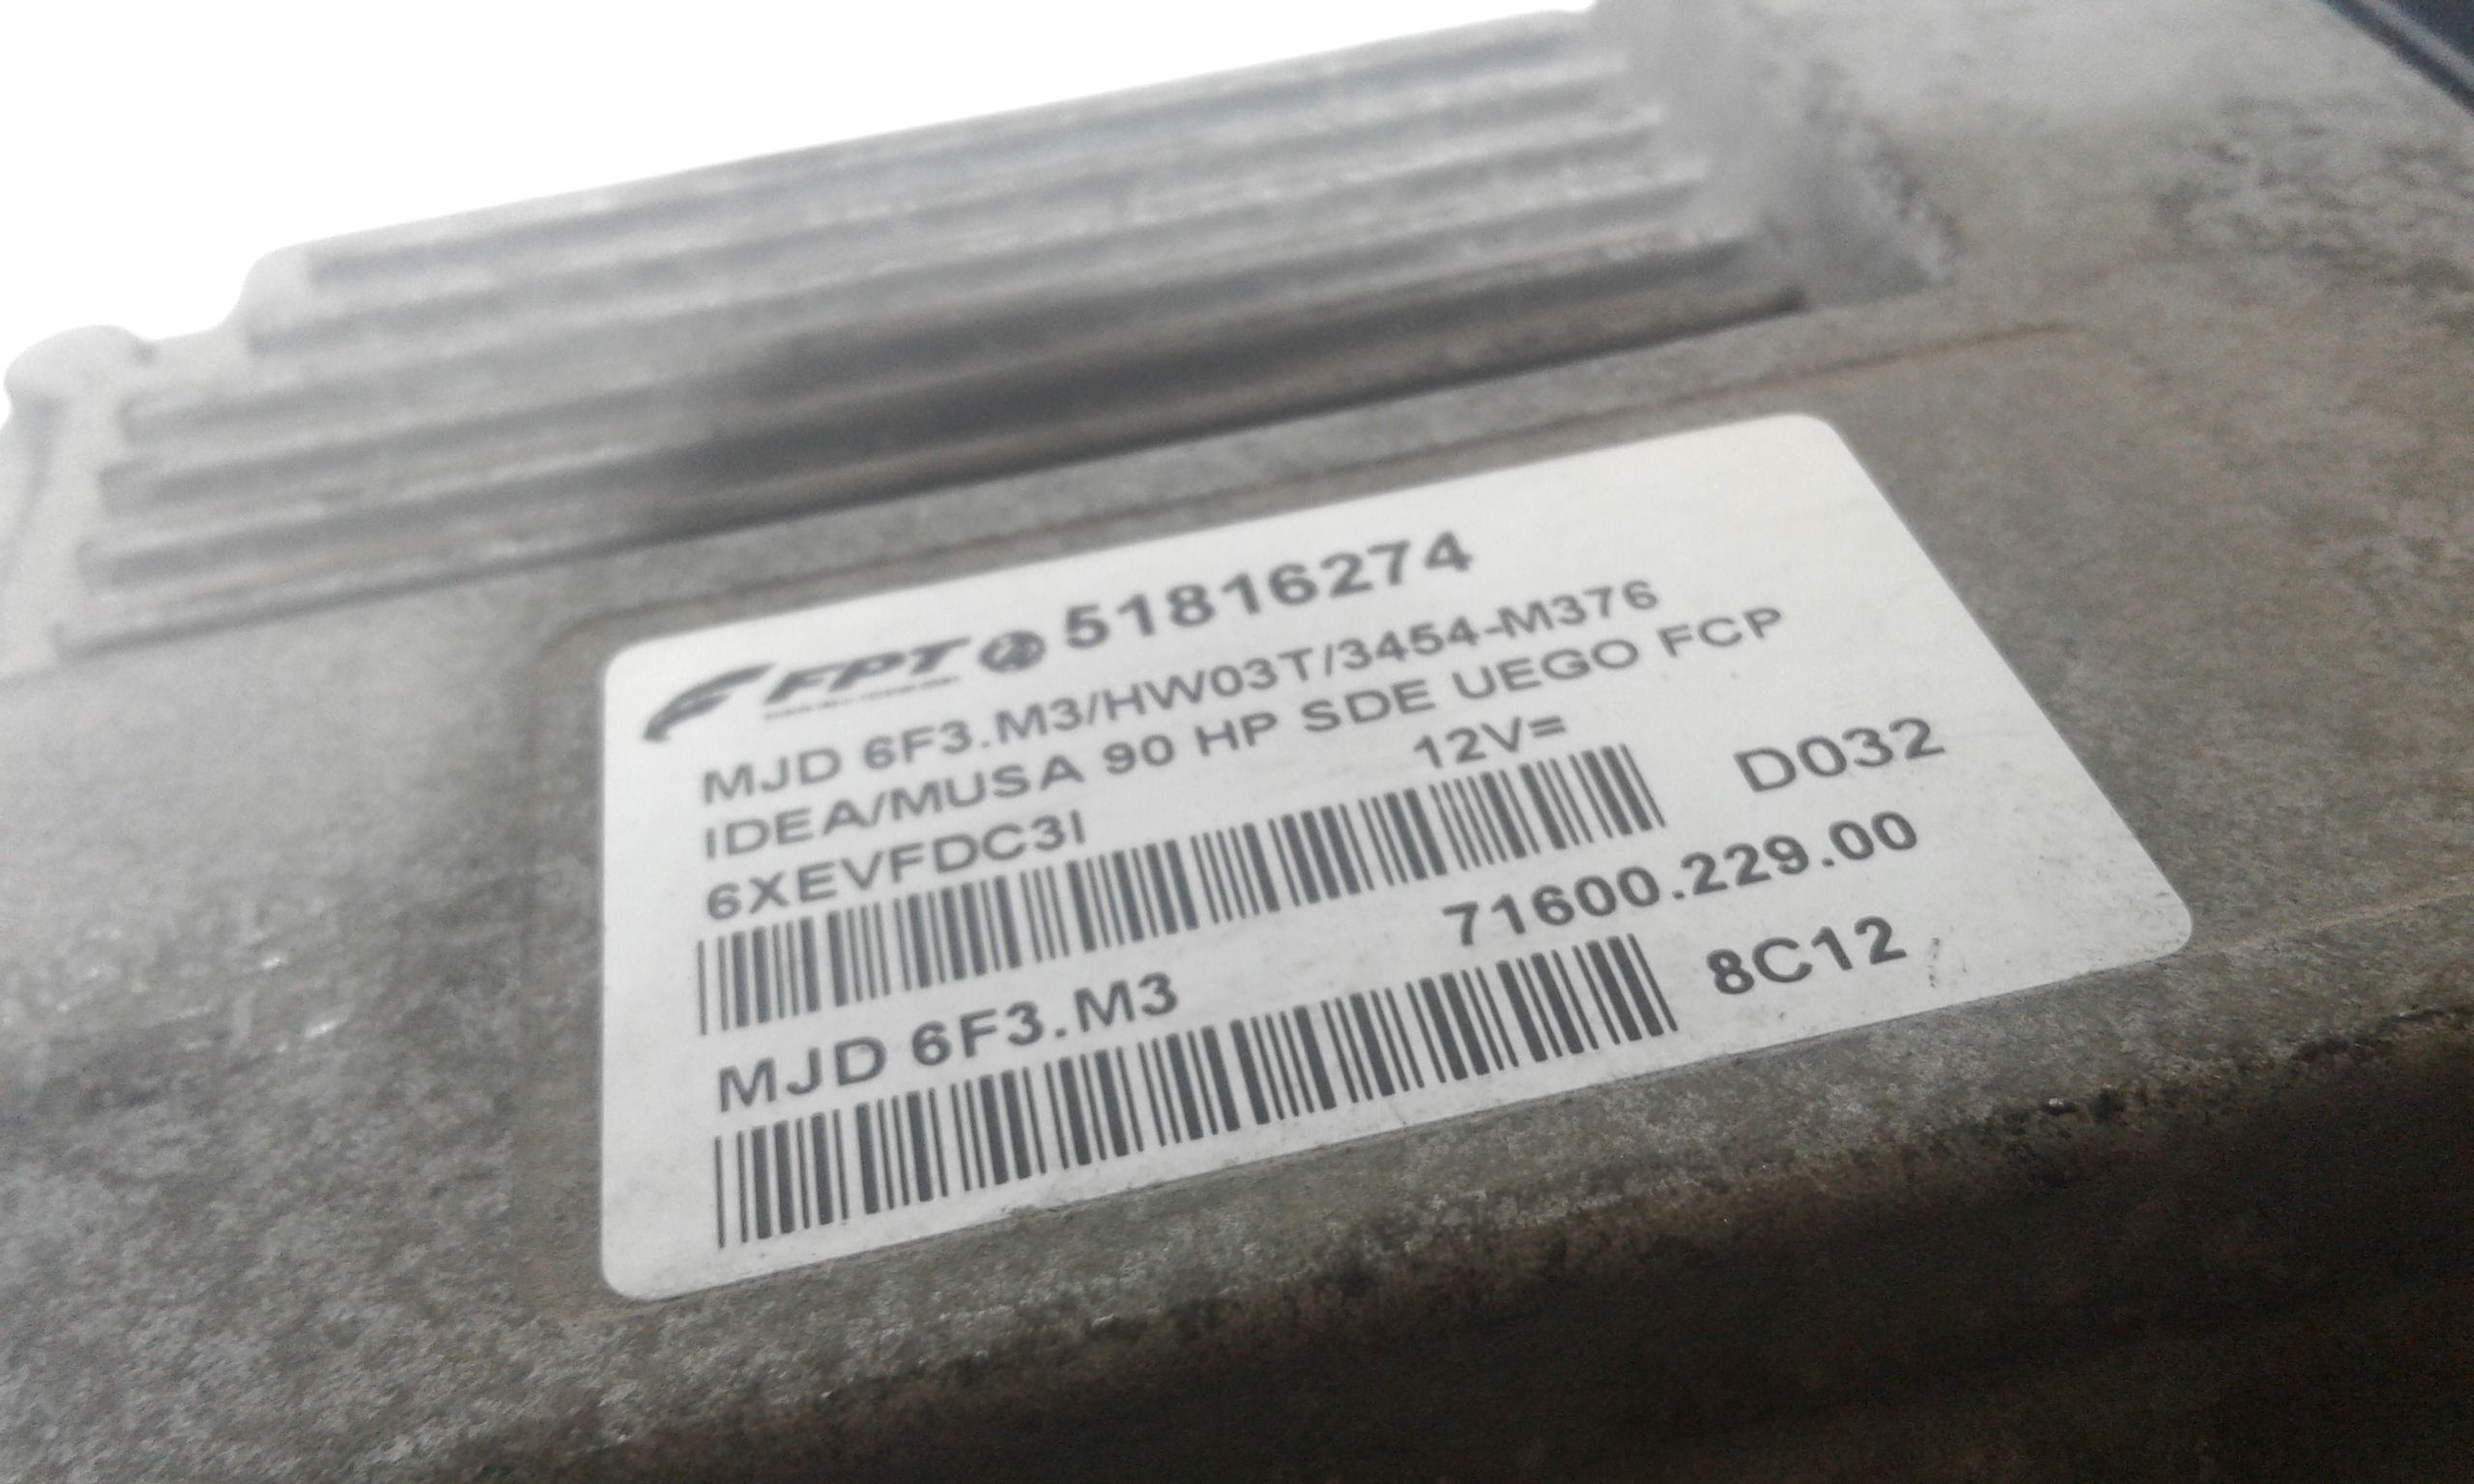 FPT 51816274
MJD 6F3.M3/HW03T/3454-M376
IDEA/MUSA 90 HP SDE UEGO FCP
6XEVFDC3I 12V=
D032
MJD 6F3.M3 71600.229.00
8C12